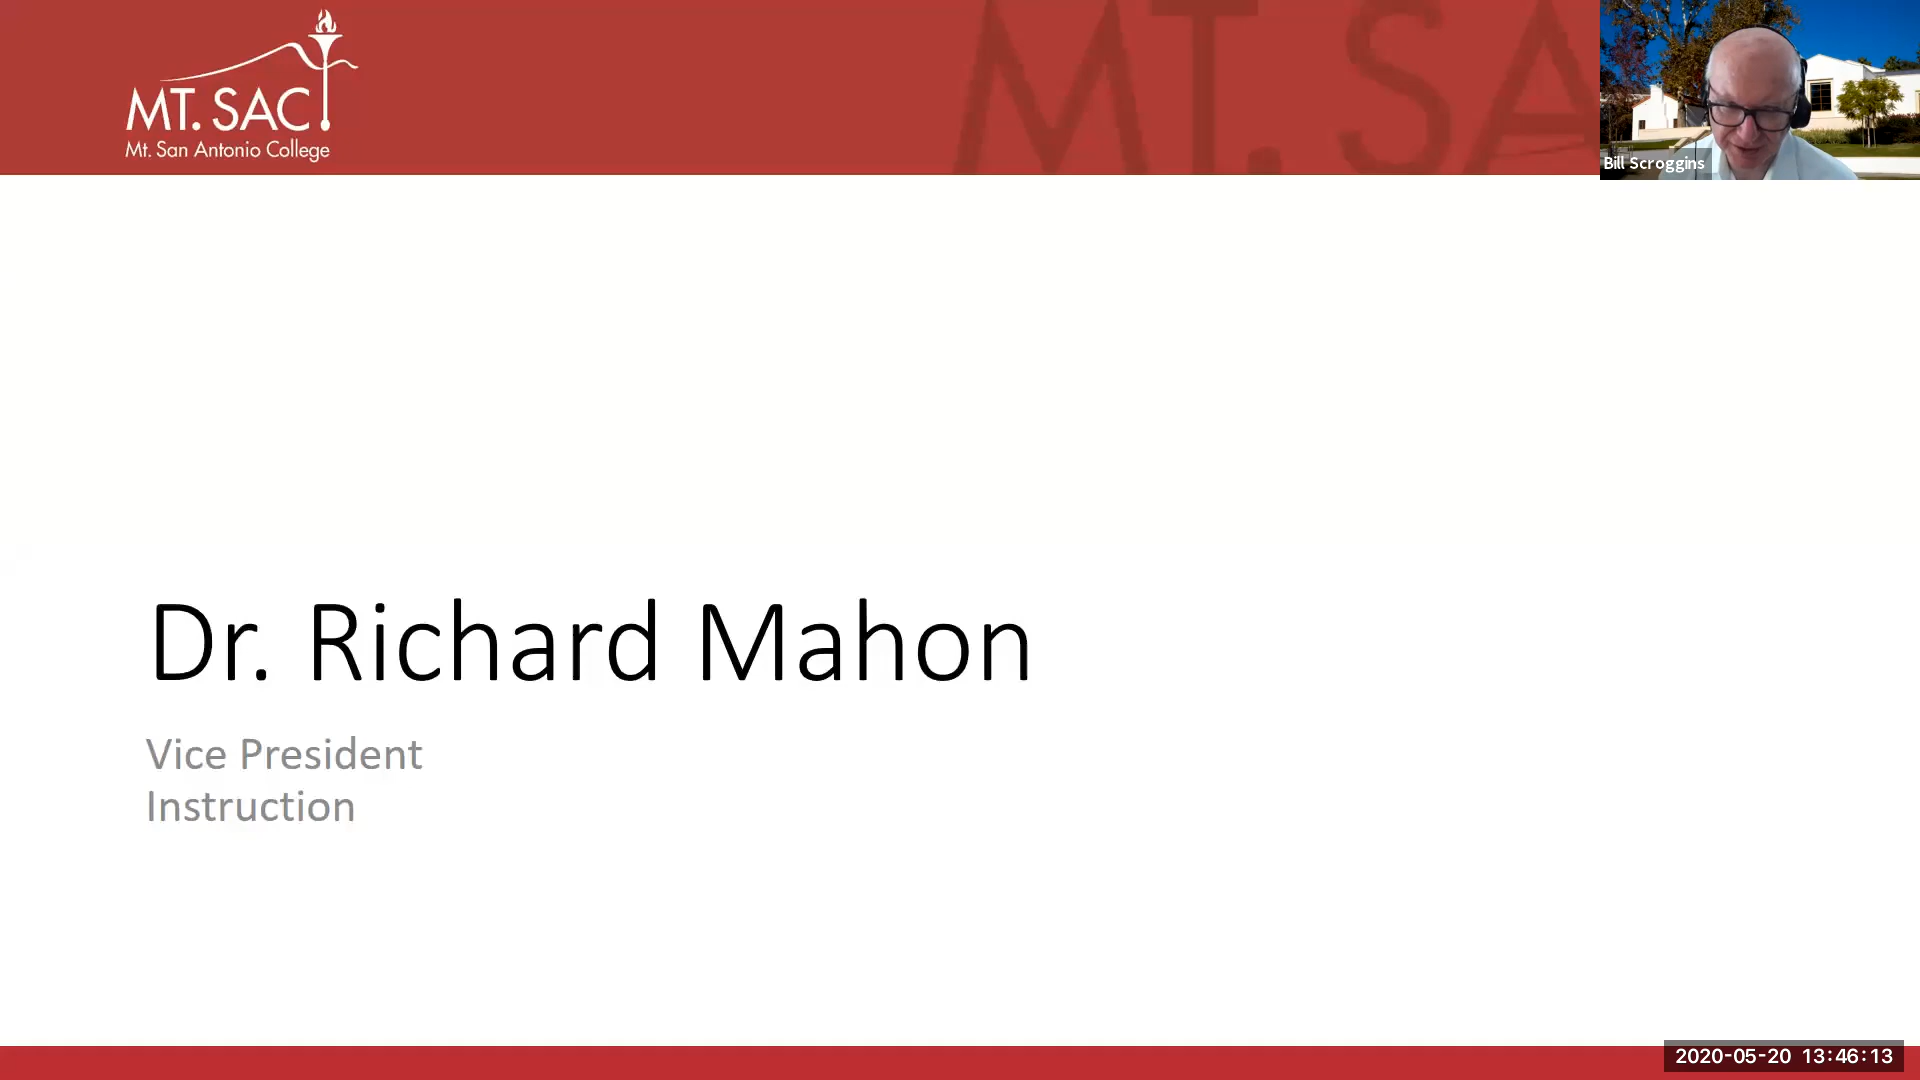 MT. SAC
Mt. San Antonio College
MT. SA
Bill Scroggins
Dr. Richard Mahon
Vice President
Instruction
2020-05-20 13:46:13